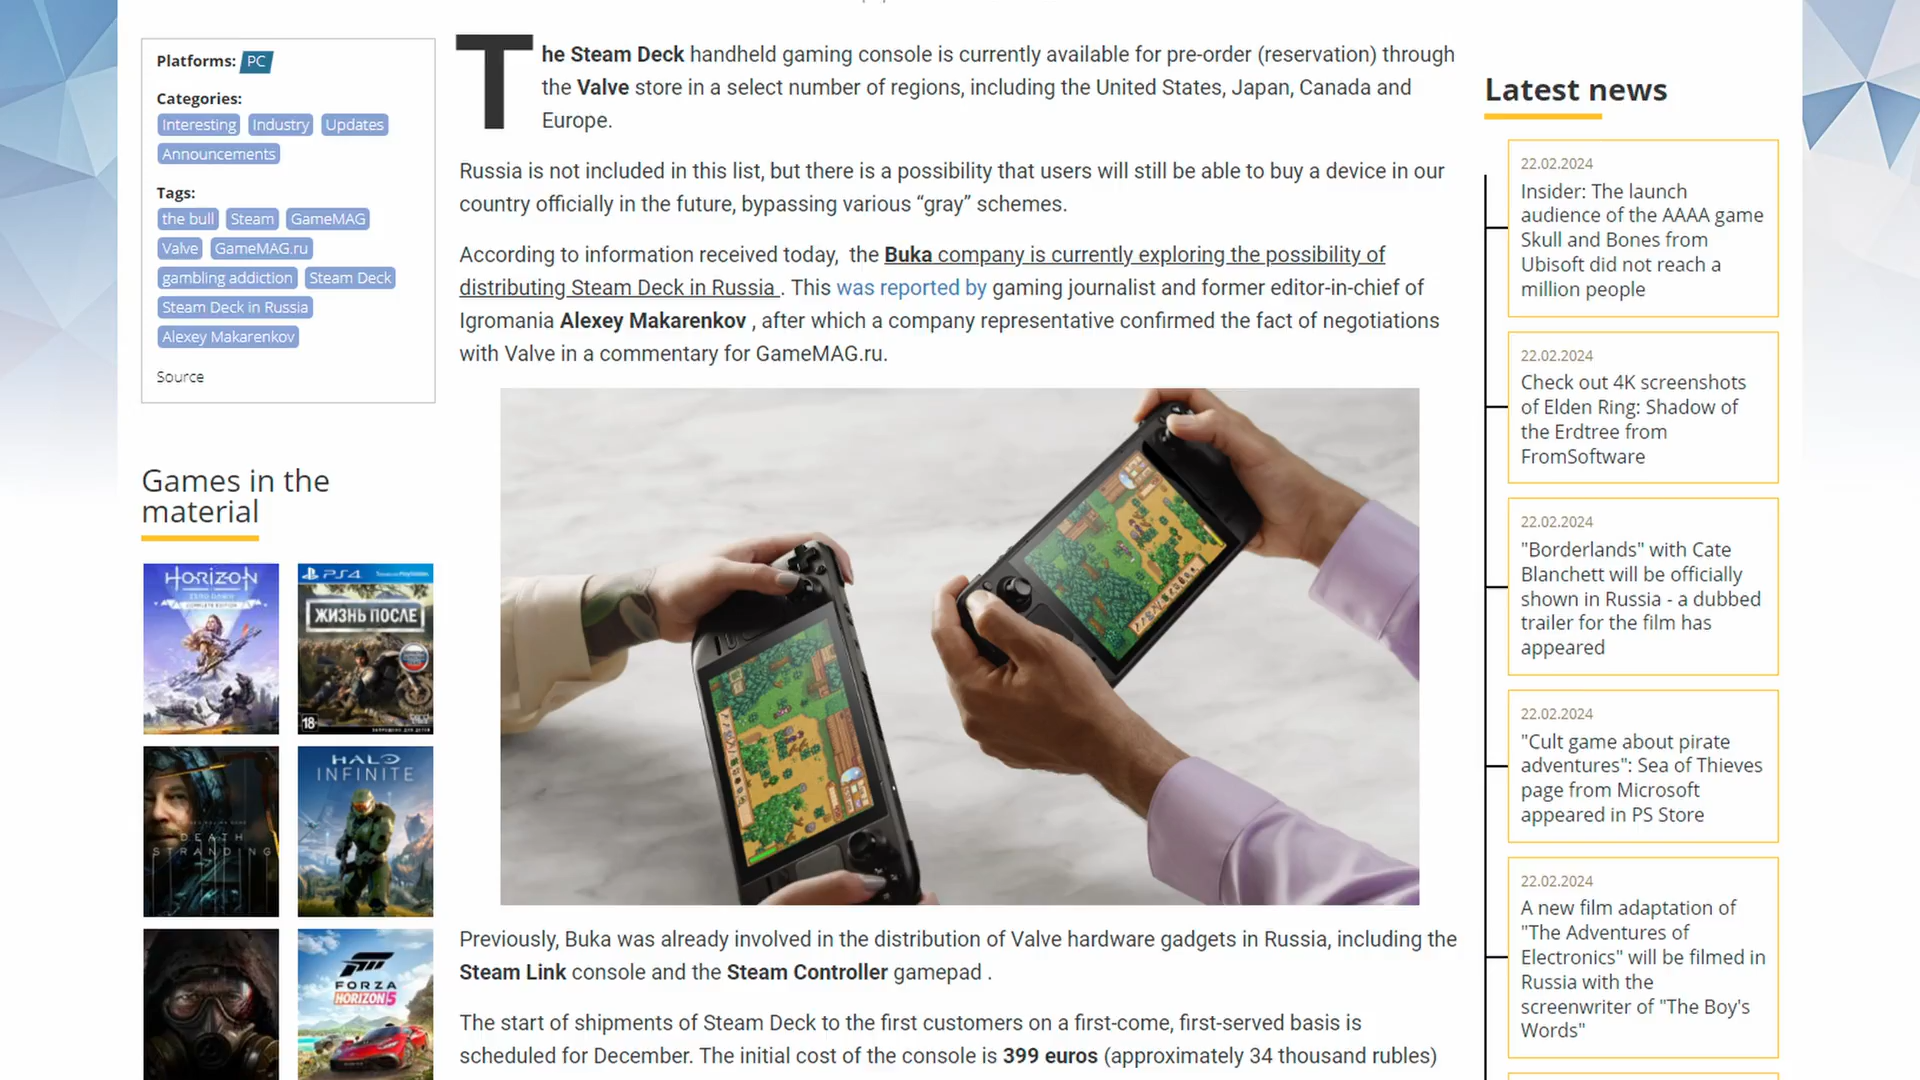 Platforms: PC
Categories:
Interesting Industry Updates
Announcements
Tags:
the bull Steam GameMAG
Valve GameMAG.ru
gambling addiction Steam Deck
Steam Deck in Russia
Alexey Makarenkov
Source
Games in the
material
HORIZON
ZERO DAWN
COMPLETE EDITION
PS4
ЖИЗНЬ ПОСЛЕ
18+
DEATH
STRANDING
HALO
INFINITE
FORZA
HORIZON 5
The Steam Deck handheld gaming console is currently available for pre-order (reservation) through
the Valve store in a select number of regions, including the United States, Japan, Canada and
Europe.
Russia is not included in this list, but there is a possibility that users will still be able to buy a device in our
country officially in the future, bypassing various “gray” schemes.
According to information received today, the Buka company is currently exploring the possibility of
distributing Steam Deck in Russia . This was reported by gaming journalist and former editor-in-chief of
Igromania Alexey Makarenkov , after which a company representative confirmed the fact of negotiations
with Valve in a commentary for GameMAG.ru.
Previously, Buka was already involved in the distribution of Valve hardware gadgets in Russia, including the
Steam Link console and the Steam Controller gamepad .
The start of shipments of Steam Deck to the first customers on a first-come, first-served basis is
scheduled for December. The initial cost of the console is 399 euros (approximately 34 thousand rubles)
Latest news
22.02.2024
Insider: The launch
audience of the AAAA game
Skull and Bones from
Ubisoft did not reach a
million people
22.02.2024
Check out 4K screenshots
of Elden Ring: Shadow of
the Erdtree from
FromSoftware
22.02.2024
"Borderlands" with Cate
Blanchett will be officially
shown in Russia - a dubbed
trailer for the film has
appeared
22.02.2024
"Cult game about pirate
adventures": Sea of Thieves
page from Microsoft
appeared in PS Store
22.02.2024
A new film adaptation of
"The Adventures of
Electronics" will be filmed in
Russia with the
screenwriter of "The Boy's
Words"